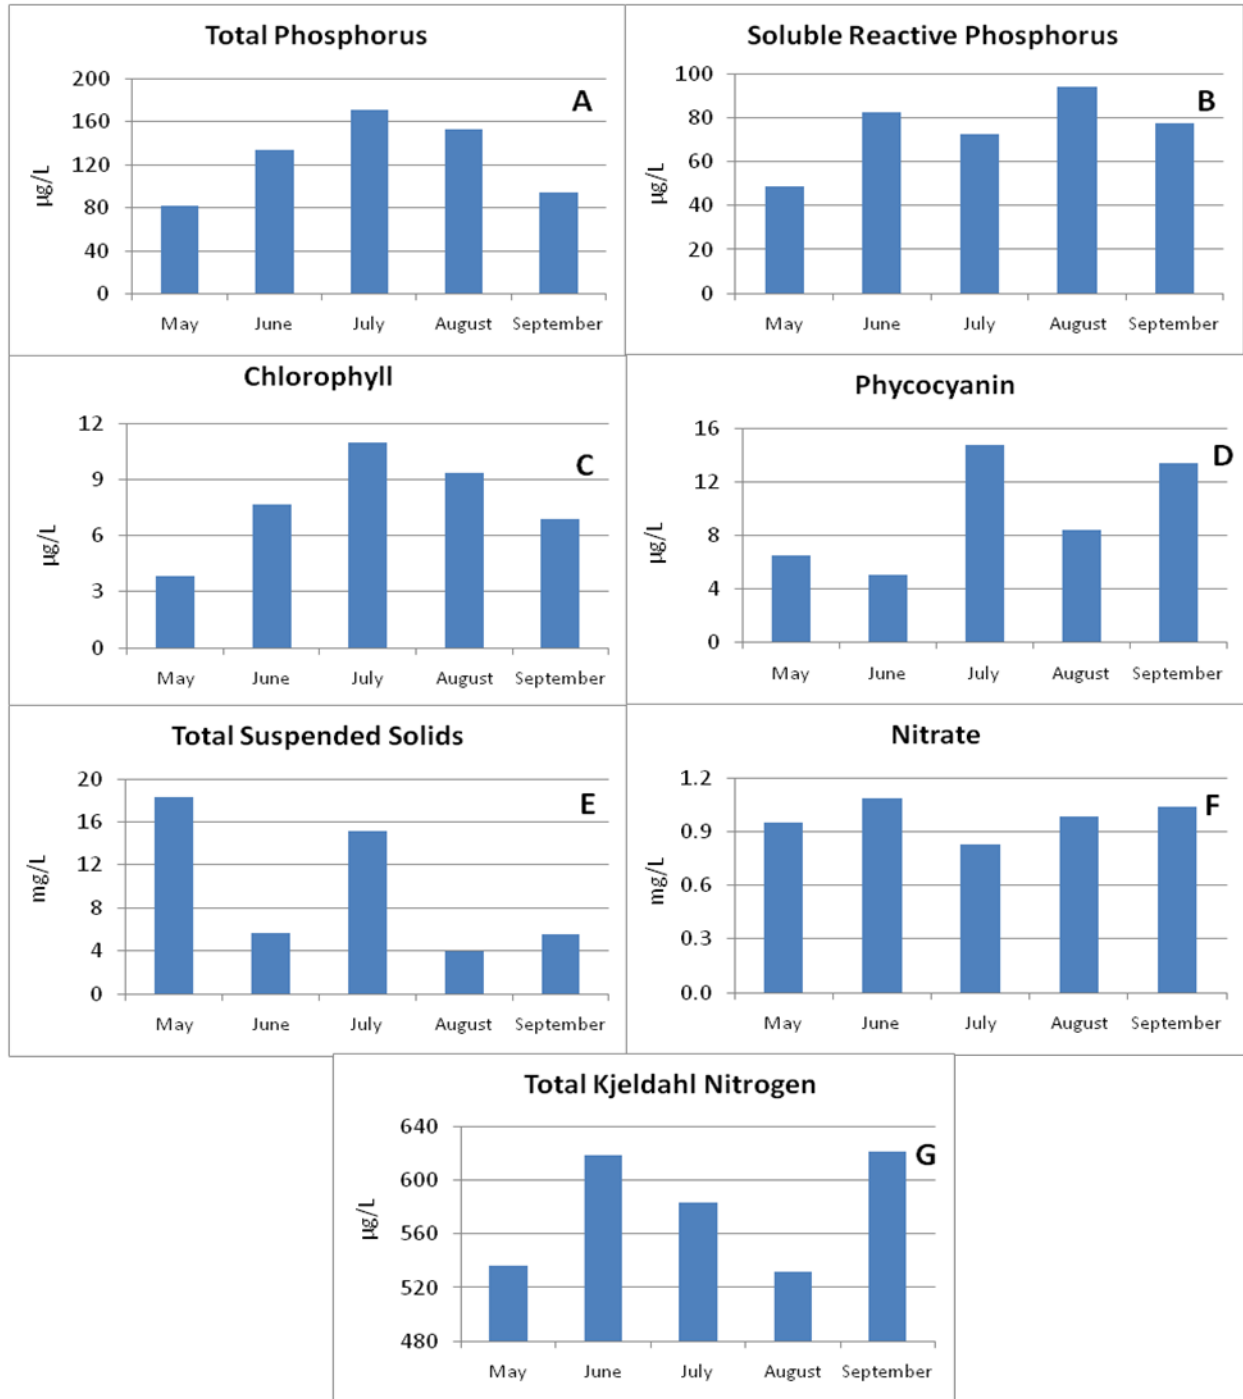 Total Phosphorus
200
160
120
80
40
0
µg/L
A
May June July August September
Soluble Reactive Phosphorus
100
80
60
40
20
0
µg/L
B
May June July August September
Chlorophyll
12
9
6
3
0
µg/L
C
May June July August September
Phycocyanin
16
12
8
4
0
µg/L
D
May June July August September
Total Suspended Solids
20
16
12
8
4
0
mg/L
E
May June July August September
Nitrate
1.2
0.9
0.6
0.3
0.0
mg/L
F
May June July August September
Total Kjeldahl Nitrogen
640
600
560
520
480
µg/L
G
May June July August September